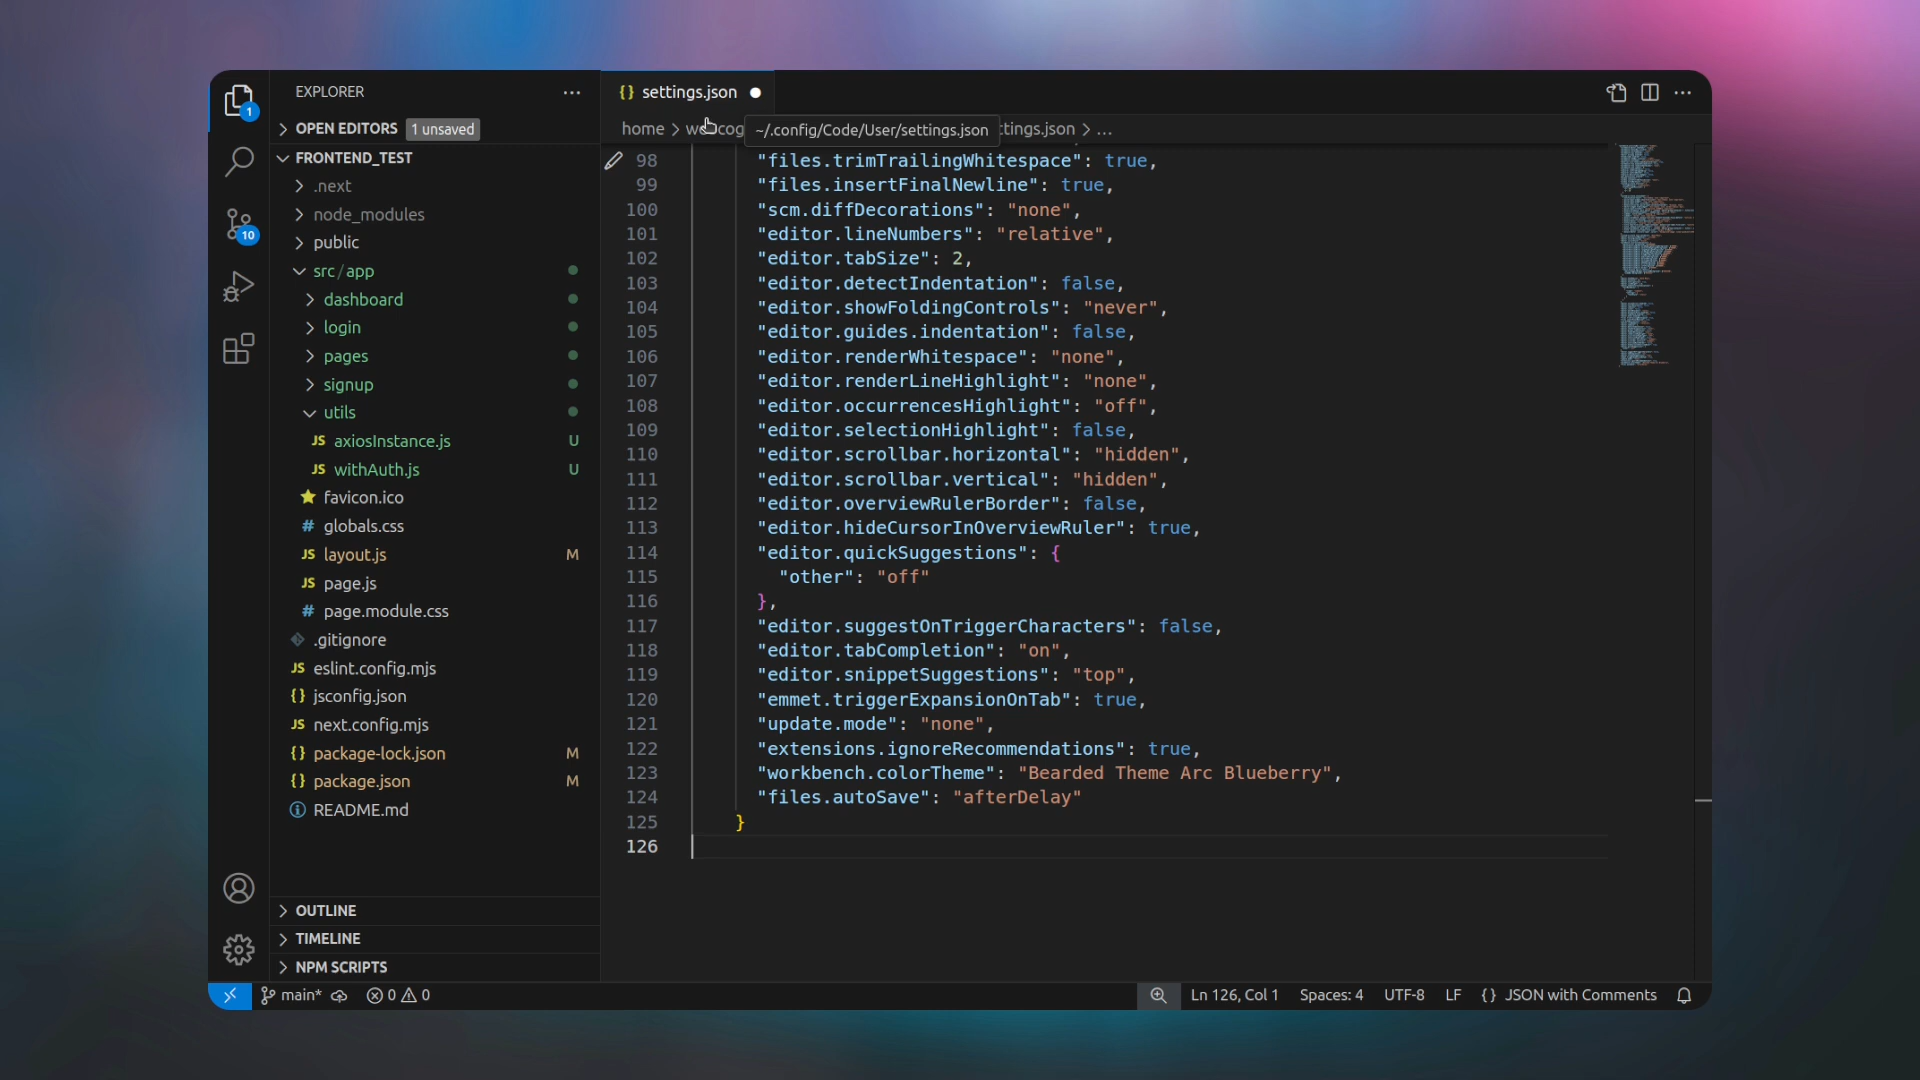 EXPLORER
1
OPEN EDITORS 1 unsaved
FRONTEND_TEST
.next
node_modules
public
10
src/app
dashboard
login
pages
signup
utils
JS axiosInstance.js U
JS withAuth.js U
favicon.ico
# globals.css
JS layout.js M
JS page.js
# page.module.css
.gitignore
JS eslint.config.mjs
{} jsconfig.json
JS next.config.mjs
{} package-lock.json M
{} package.json M
README.md
OUTLINE
TIMELINE
NPM SCRIPTS
{} settings.json
home > ~/.config/Code/User/settings.json > ...
98 "files.trimTrailingWhitespace": true,
99 "files.insertFinalNewline": true,
100 "scm.diffDecorations": "none",
101 "editor.lineNumbers": "relative",
102 "editor.tabSize": 2,
103 "editor.detectIndentation": false,
104 "editor.showFoldingControls": "never",
105 "editor.guides.indentation": false,
106 "editor.renderWhitespace": "none",
107 "editor.renderLineHighlight": "none",
108 "editor.occurrencesHighlight": "off",
109 "editor.selectionHighlight": false,
110 "editor.scrollbar.horizontal": "hidden",
111 "editor.scrollbar.vertical": "hidden",
112 "editor.overviewRulerBorder": false,
113 "editor.hideCursorInOverviewRuler": true,
114 "editor.quickSuggestions": {
115 "other": "off"
116 },
117 "editor.suggestOnTriggerCharacters": false,
118 "editor.tabCompletion": "on",
119 "editor.snippetSuggestions": "top",
120 "emmet.triggerExpansionOnTab": true,
121 "update.mode": "none",
122 "extensions.ignoreRecommendations": true,
123 "workbench.colorTheme": "Bearded Theme Arc Blueberry",
124 "files.autoSave": "afterDelay"
125 }
126
main* 0 0 Ln 126, Col 1 Spaces: 4 UTF-8 LF {} JSON with Comments